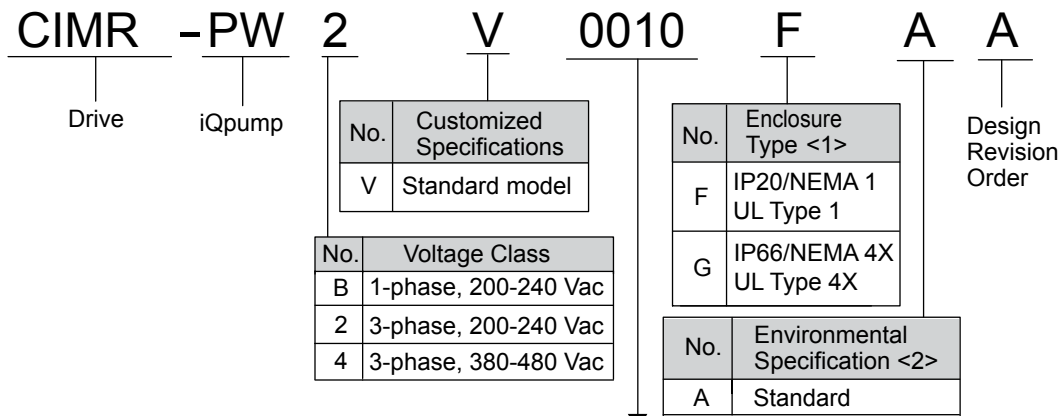 CIMR -PW 2 V 0010 F A A
Drive
iQpump
No. Customized Specifications
V Standard model
No. Voltage Class
B 1-phase, 200-240 Vac
2 3-phase, 200-240 Vac
4 3-phase, 380-480 Vac
No. Enclosure Type <1>
F IP20/NEMA 1 UL Type 1
G IP66/NEMA 4X UL Type 4X
No. Environmental Specification <2>
A Standard
Design
Revision
Order